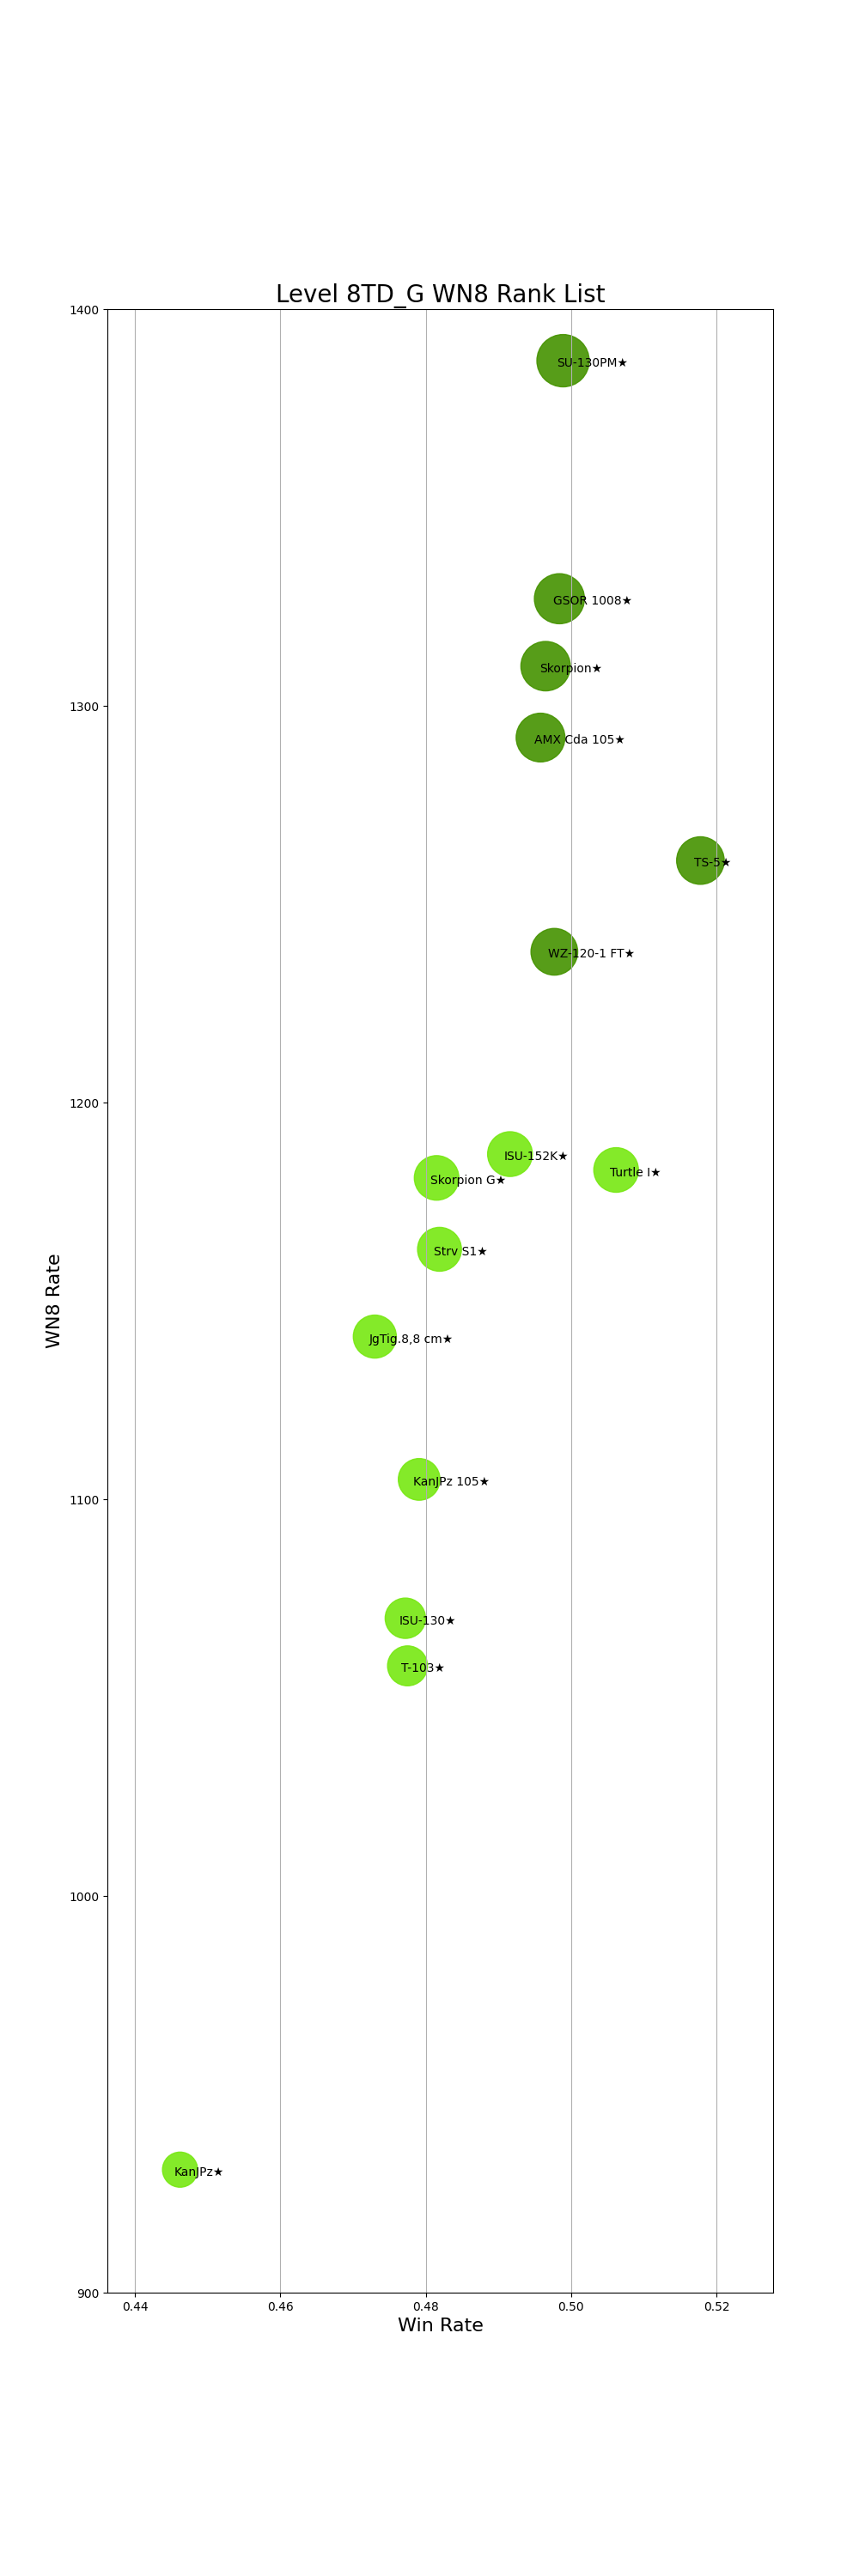 Level 8TD_G WN8 Rank List
1400
SU-130PM★
GSOR 1008★
Skorpion★
1300
AMX Cda 105★
TS-5★
WZ-120-1 FT★
1200
ISU-152K★
Turtle I★
Skorpion G★
Strv S1★
WN8 Rate
JgTig.8,8 cm★
KanJPz 105★
1100
ISU-130★
T-103★
1000
KanJPz★
900
0.44 0.46 0.48 0.50 0.52
Win Rate